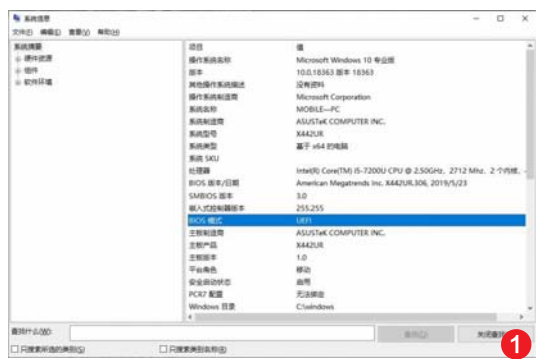 系统信息
文件(F) 编辑(E) 查看(V) 帮助(H)
系统摘要
硬件资源
组件
软件环境
项目 值
操作系统名称 Microsoft Windows 10 专业版
版本 10.0.18363 版本 18363
其他操作系统描述 没有资料
操作系统制造商 Microsoft Corporation
系统名称 MOBILE—PC
系统制造商 ASUSTeK COMPUTER INC.
系统型号 X442UR
系统类型 基于 x64 的电脑
系统 SKU
处理器 Intel(R) Core(TM) i5-7200U CPU @ 2.50GHz, 2712 Mhz, 2 个内核,
BIOS 版本/日期 American Megatrends Inc. X442UR.306, 2019/5/23
SMBIOS 版本 3.0
嵌入式控制器版本 255.255
BIOS 模式 UEFI
主板制造商 ASUSTeK COMPUTER INC.
主板产品 X442UR
主板版本 1.0
平台角色 移动
安全启动状态 启用
PCR7 配置 无法绑定
Windows 目录 C:\windows
查找什么(W): 查找(D) 关闭查找
只搜索所选的类别(S) 只搜索类别名称(R)
1